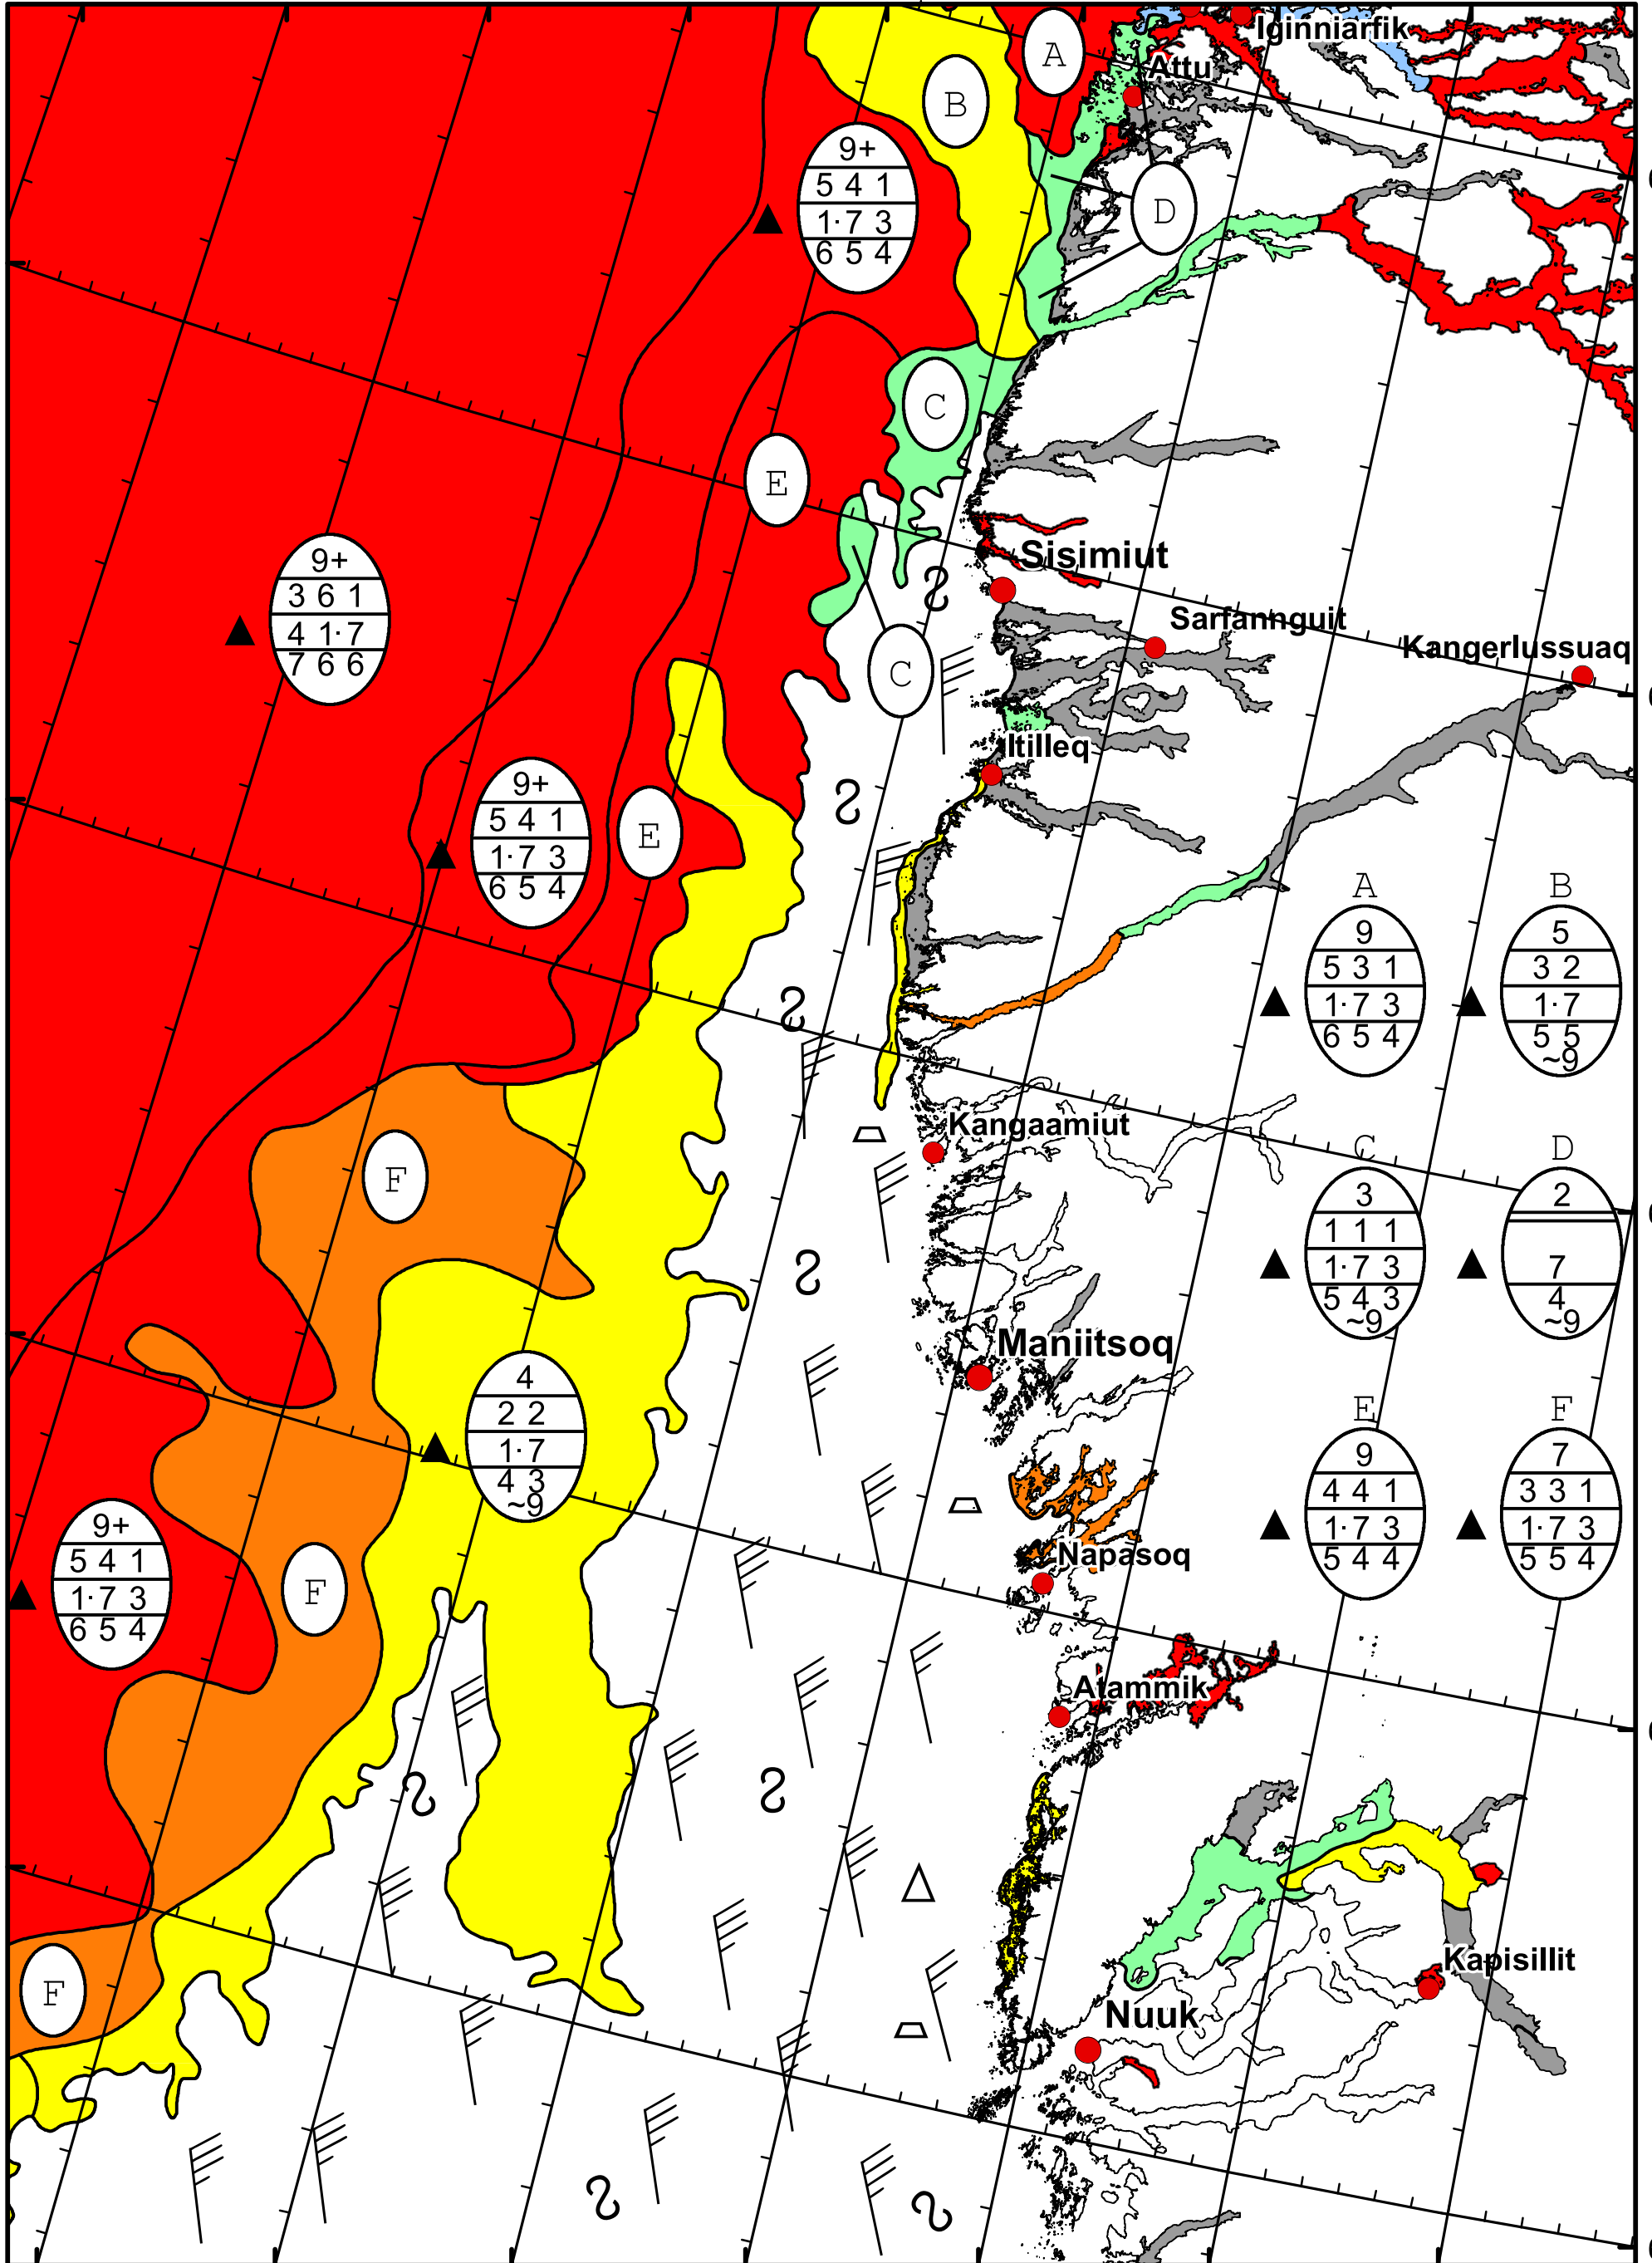 Iginniarfik
A
Attu
B
9+
5 4 1
1· 7 3
6 5 4
D
C
E
9+
3 6 1
4 1· 7
7 6 6
Sisimiut
Sarfannguit
Kangerlussuaq
C
Itilleq
9+
5 4 1
1· 7 3
6 5 4
E
A
9
5 3 1
1· 7 3
6 5 4
B
5
3 2
1· 7
5 5
~9
Kangaamiut
F
C
3
1 1 1
1· 7 3
5 4 3
~9
D
2
7
4
~9
Maniitsoq
4
2 2
1· 7
4 3
~9
E
9
4 4 1
1· 7 3
5 4 4
F
7
3 3 1
1· 7 3
5 5 4
9+
5 4 1
1· 7 3
6 5 4
F
Napasoq
Atammik
F
Kapisillit
Nuuk